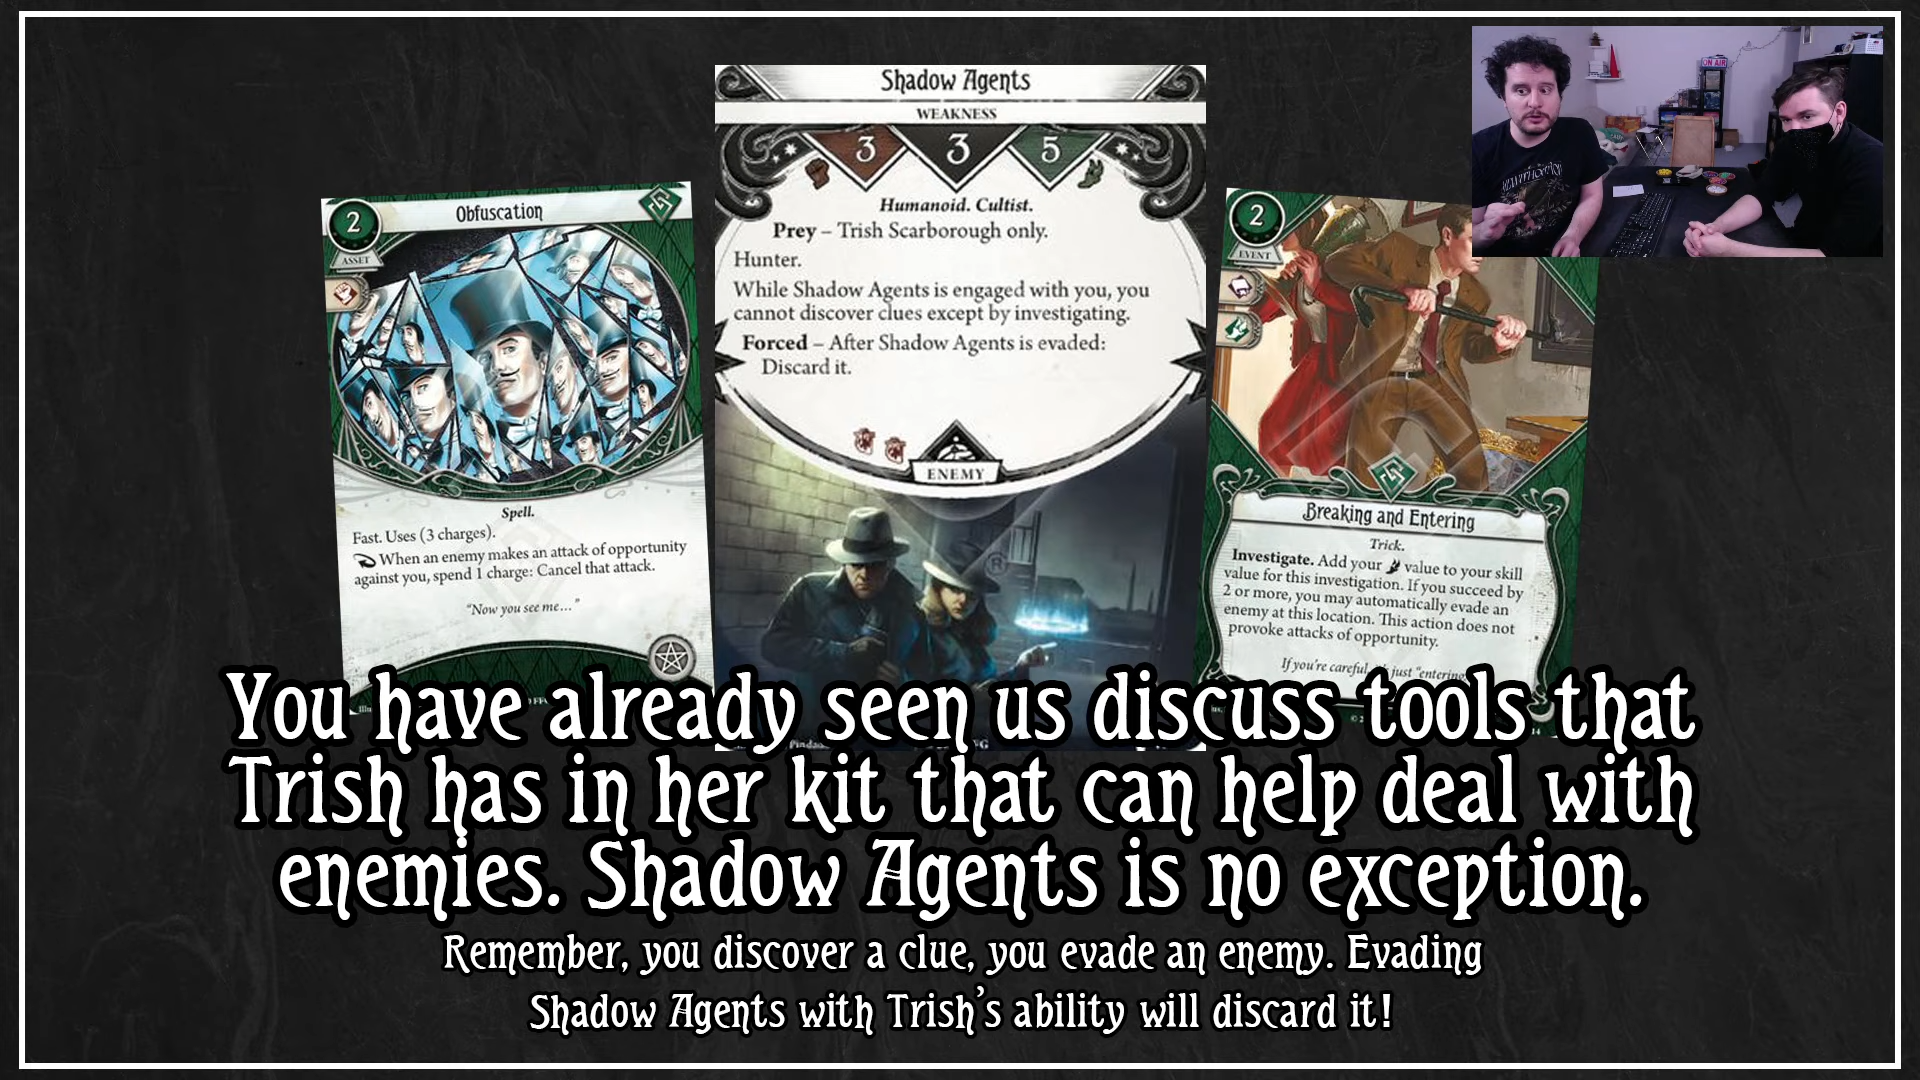 Shadow Agents
WEAKNESS
3
3
5
Humanoid. Cultist.
Prey – Trish Scarborough only.
Hunter.
While Shadow Agents is engaged with you, you
cannot discover clues except by investigating.
Forced – After Shadow Agents is evaded:
Discard it.
ENEMY
2
Obfuscation
ASSET
Spell.
Fast. Uses (3 charges).
When an enemy makes an attack of opportunity
against you, spend 1 charge: Cancel that attack.
"Now you see me…"
2
EVENT
Breaking and Entering
Trick.
Investigate. Add your value to your skill
value for this investigation. If you succeed by
2 or more, you may automatically evade an
enemy at this location. This action does not
provoke attacks of opportunity.
If you're careful, it's just "entering
ON AIR
You have already seen us discuss tools that
Trish has in her kit that can help deal with
enemies. Shadow Agents is no exception.
Remember, you discover a clue, you evade an enemy. Evading
Shadow Agents with Trish's ability will discard it!